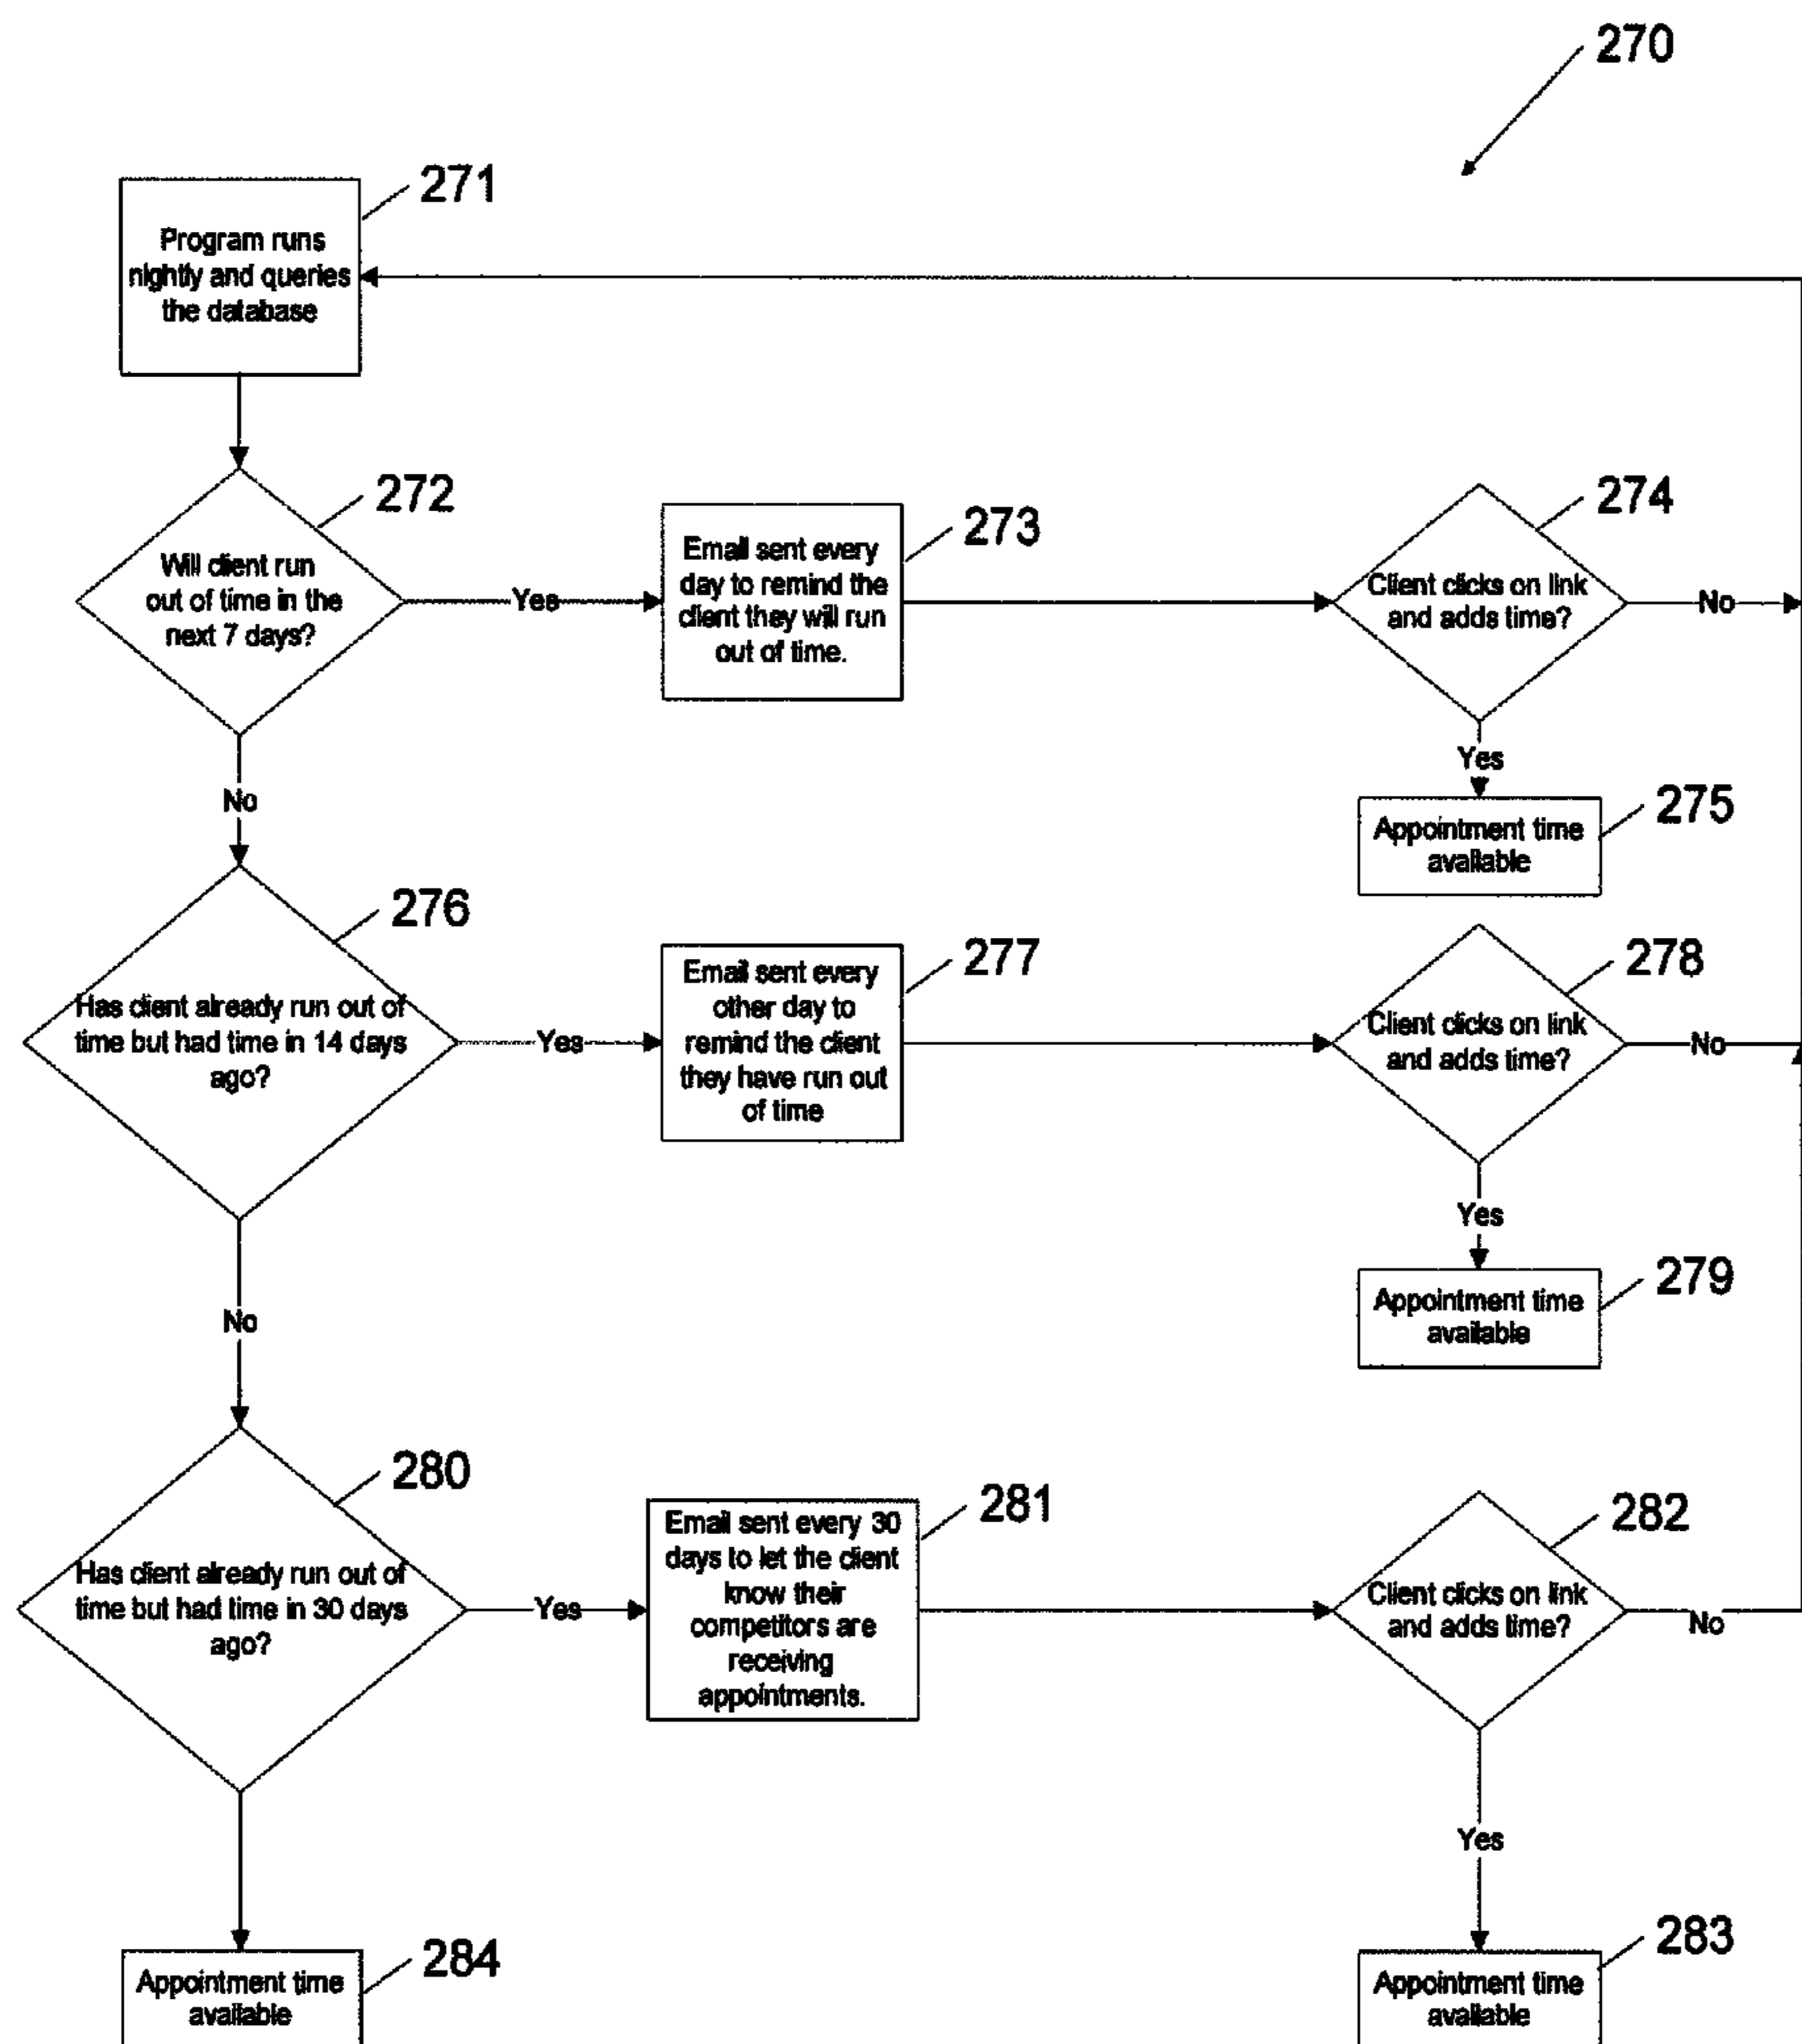 270
271
Program runs
nightly and queries
the database
272
Will client run
out of time in the
next 7 days?
Yes
273
Email sent every
day to remind the
client they will run
out of time.
274
Client clicks on link
and adds time?
No
Yes
275
Appointment time
available
No
276
Has client already run out of
time but had time in 14 days
ago?
Yes
277
Email sent every
other day to
remind the client
they have run out
of time
278
Client clicks on link
and adds time?
No
Yes
279
Appointment time
available
No
280
Has client already run out of
time but had time in 30 days
ago?
Yes
281
Email sent every 30
days to let the client
know their
competitors are
receiving
appointments.
282
Client clicks on link
and adds time?
No
Yes
283
Appointment time
available
284
Appointment time
available